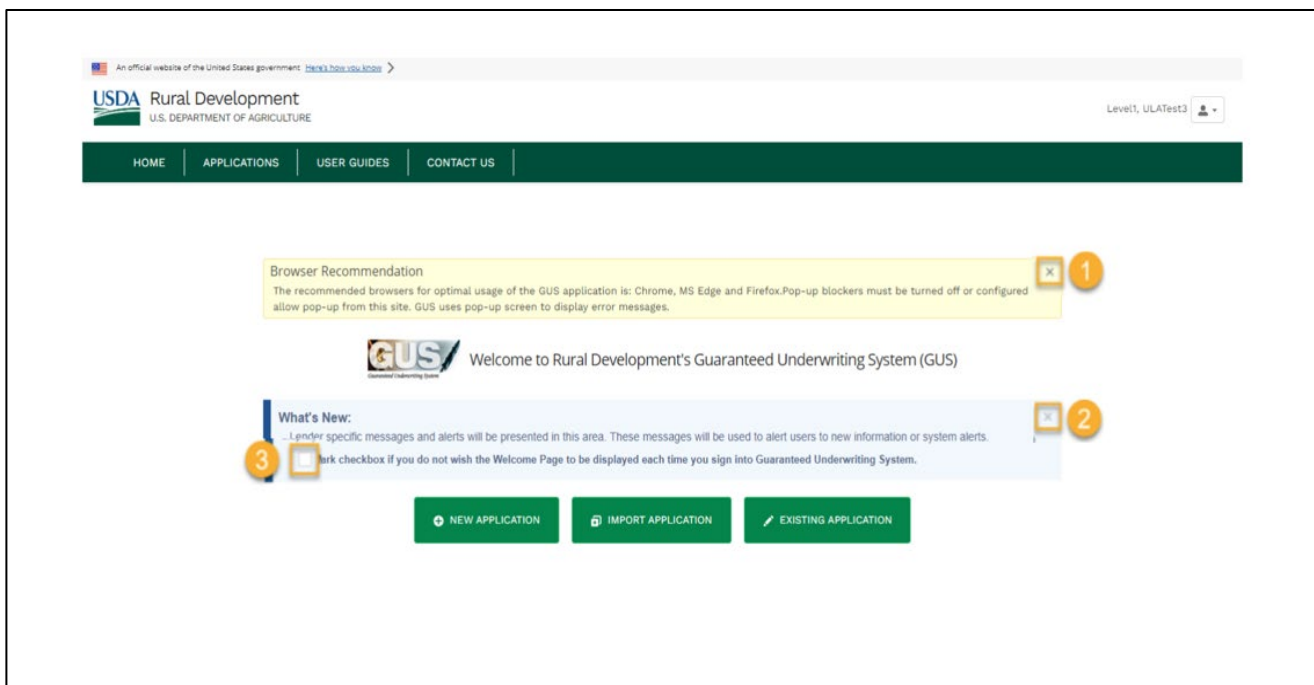 An official website of the United States government Here's how you know
USDA Rural Development
U.S. DEPARTMENT OF AGRICULTURE
Level1, ULATest3
HOME APPLICATIONS USER GUIDES CONTACT US
Browser Recommendation
The recommended browsers for optimal usage of the GUS application is: Chrome, MS Edge and Firefox.Pop-up blockers must be turned off or configured
allow pop-up from this site. GUS uses pop-up screen to display error messages.
1
GUS
Guaranteed Underwriting System
Welcome to Rural Development's Guaranteed Underwriting System (GUS)
What's New:
2
...Lender specific messages and alerts will be presented in this area. These messages will be used to alert users to new information or system alerts.
3
ark checkbox if you do not wish the Welcome Page to be displayed each time you sign into Guaranteed Underwriting System.
NEW APPLICATION IMPORT APPLICATION EXISTING APPLICATION